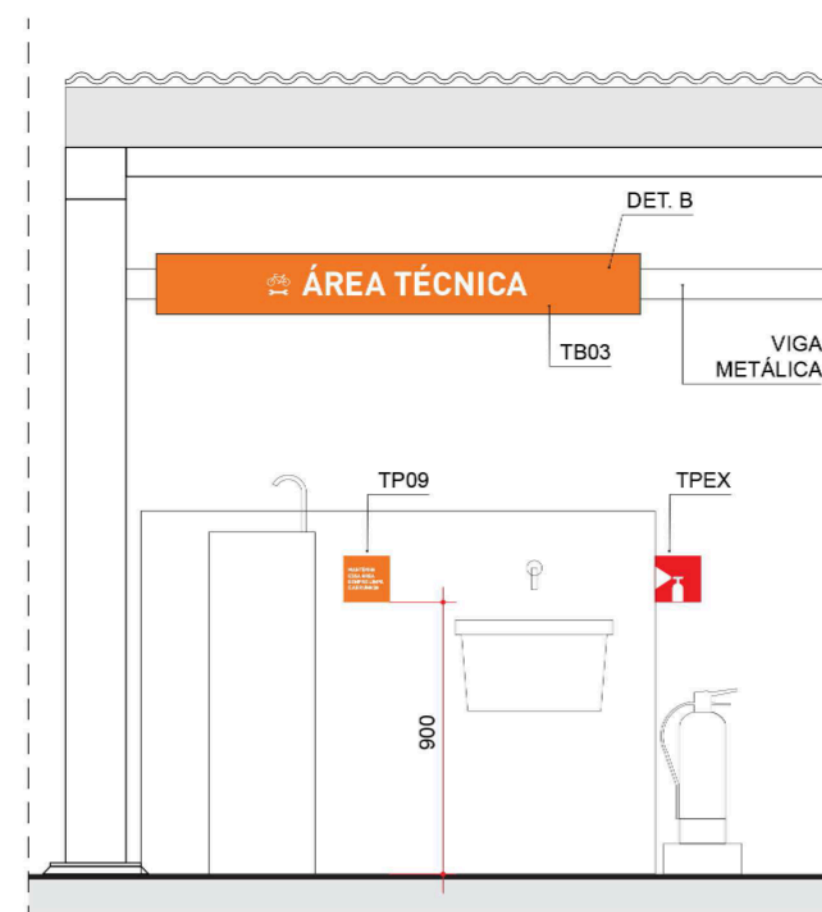 DET. B
ÁREA TÉCNICA
TB03
VIGA
METÁLICA
TP09
TPEX
900